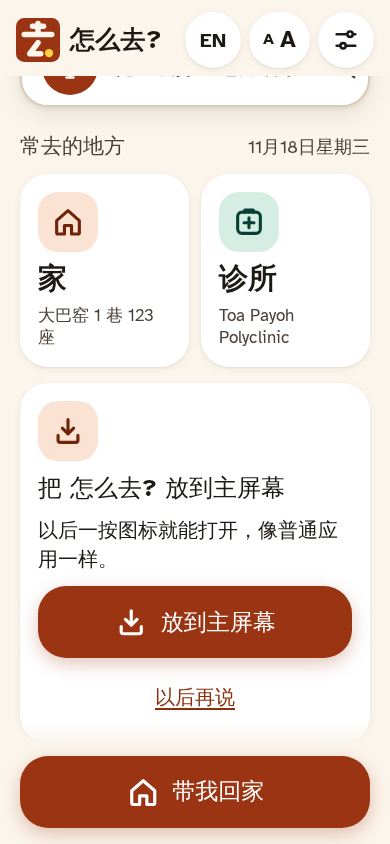 怎么去?
EN
A A
常去的地方
11月18日星期三
家
大巴窑 1 巷 123
座
诊所
Toa Payoh
Polyclinic
把 怎么去? 放到主屏幕
以后一按图标就能打开，像普通应
用一样。
放到主屏幕
以后再说
带我回家